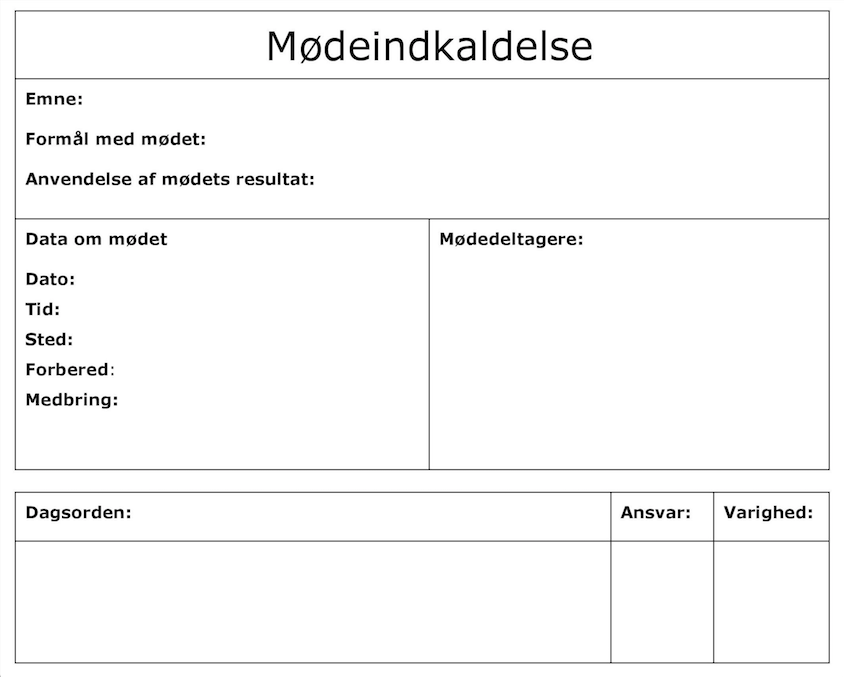 Mødeindkaldelse
Emne:
Formål med mødet:
Anvendelse af mødets resultat:
Data om mødet
Dato:
Tid:
Sted:
Forbered:
Medbring:
Mødedeltagere:
Dagsorden:
Ansvar:
Varighed: